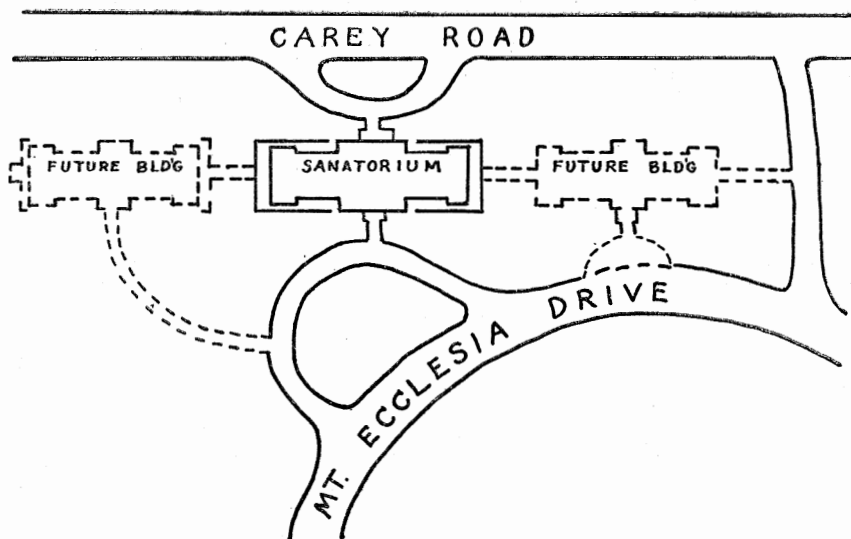 CAREY ROAD
FUTURE BLD'G
SANATORIUM
FUTURE BLD'G
MT. ECCLESIA DRIVE